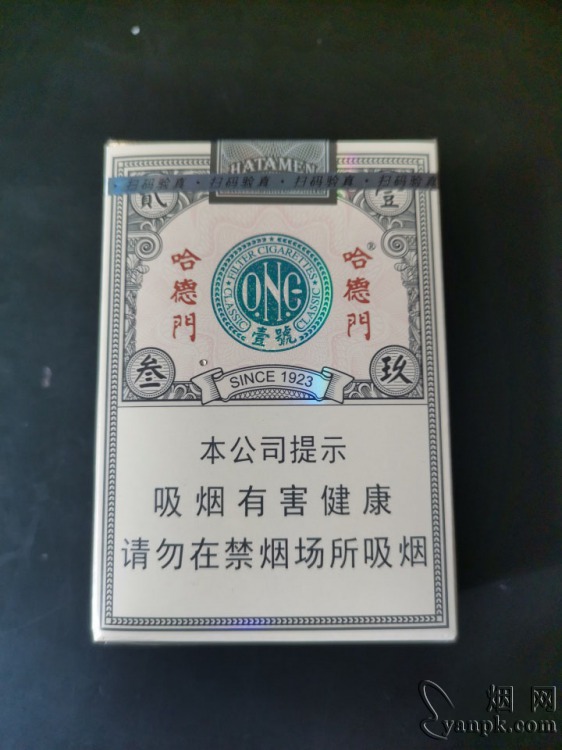 HATAMEN
扫码验真·扫码验真·扫码验真·扫码验真
貳
壹
哈德門
哈德門®
FILTER CIGARETTES
CLASSIC
O.N.E
CLASSIC
壹號
叁
玖
SINCE 1923
本公司提示
吸烟有害健康
请勿在禁烟场所吸烟
烟网
yanpk.com